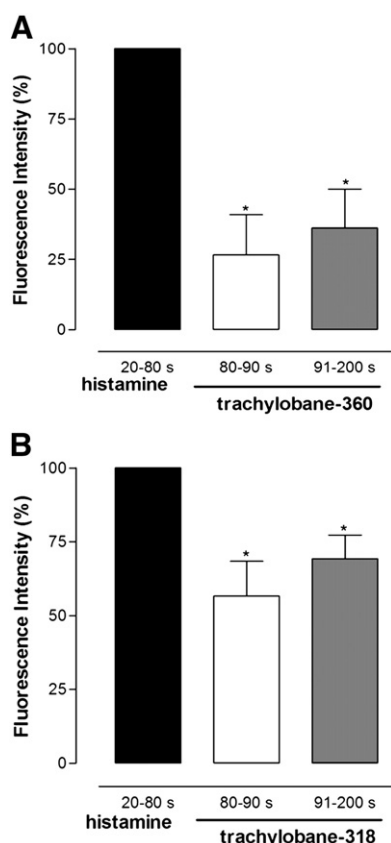 A
Fluorescence Intensity (%)
100
75
50
25
0
*
*
20-80 s
80-90 s
91-200 s
histamine
trachylobane-360
B
Fluorescence Intensity (%)
100
75
50
25
0
*
*
20-80 s
80-90 s
91-200 s
histamine
trachylobane-318